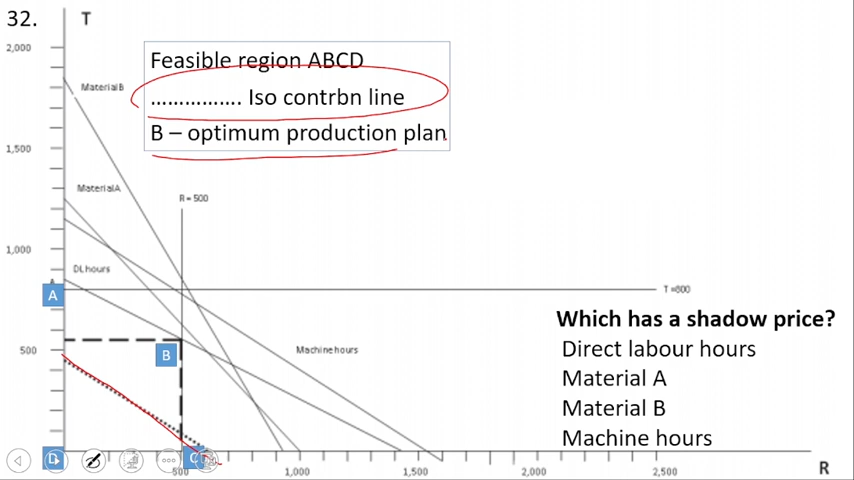 32.
T
2,000
Feasible region ABCD
................ Iso contrbn line
B – optimum production plan
MaterialB
1,500
MaterialA
R = 500
1,000
DL hours
A
A
T =800
Which has a shadow price?
Direct labour hours
Material A
Material B
Machine hours
500
B
Machine hours
D
C
500
1,000
1,500
2,000
2,500
R